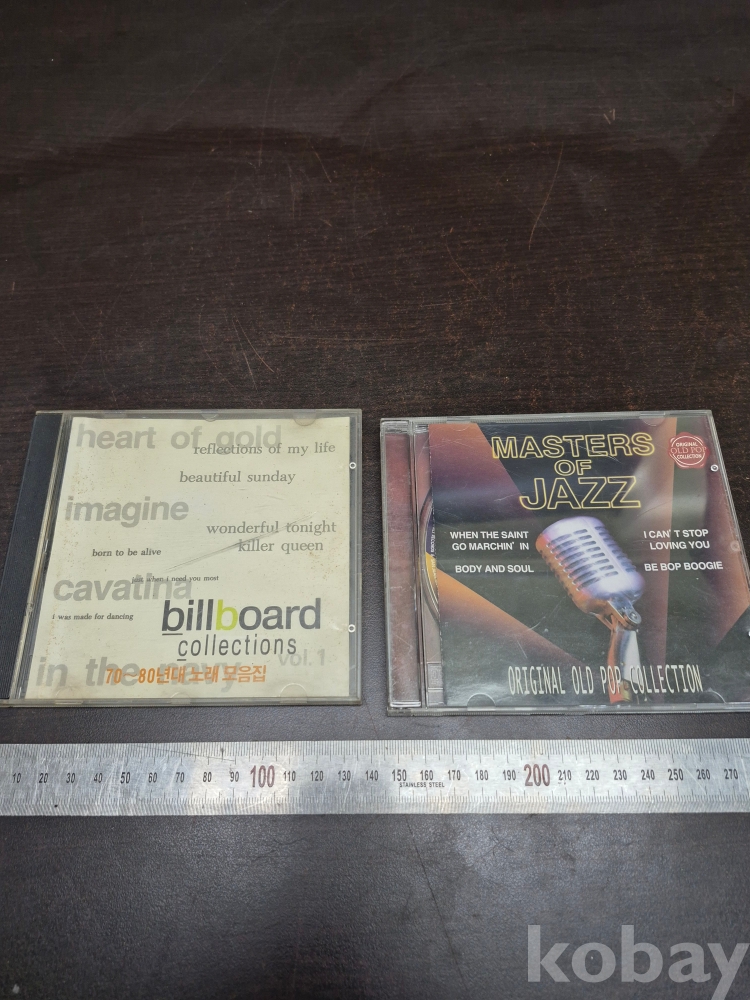 heart of gold
reflections of my life
beautiful sunday
imagine
wonderful tonight
born to be alive
killer queen
just when i need you most
cavatina
i was made for dancing
billboard
collections
vol.1
in the navy
70~80년대 노래 모음집
MASTERS
OF
JAZZ
ORIGINAL
OLD POP
COLLECTION
WHEN THE SAINT
GO MARCHIN' IN
I CAN'T STOP
LOVING YOU
BODY AND SOUL
BE BOP BOOGIE
ORIGINAL OLD POP COLLECTION
10 20 30 40 50 60 70 80 90 100 110 120 130 140 150 160 170 180 190 200 210 220 230 240 250 260 270
STAINLESS STEEL
kobay